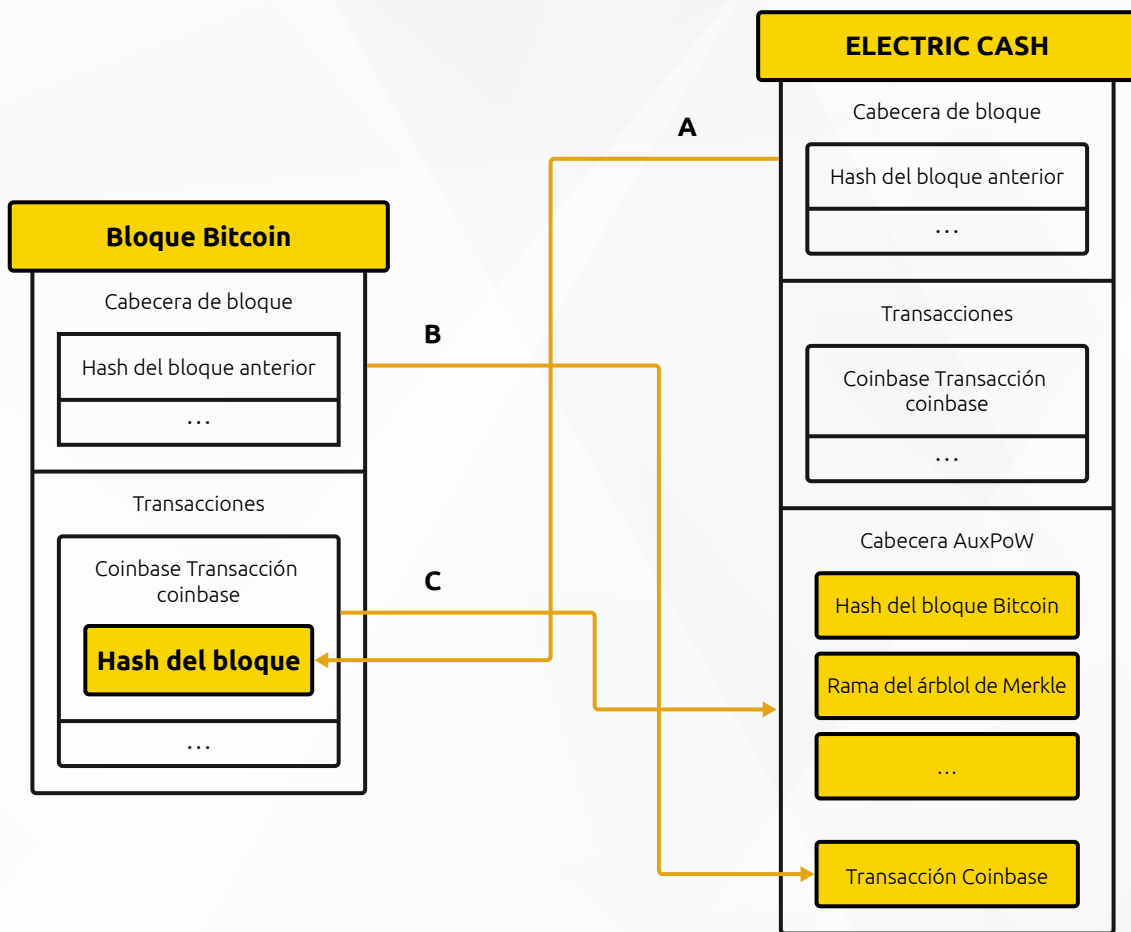 Bloque Bitcoin
Cabecera de bloque
Hash del bloque anterior
...
Transacciones
Coinbase Transacción
coinbase
Hash del bloque
...
A
B
C
ELECTRIC CASH
Cabecera de bloque
Hash del bloque anterior
...
Transacciones
Coinbase Transacción
coinbase
...
Cabecera AuxPoW
Hash del bloque Bitcoin
Rama del árblol de Merkle
...
Transacción Coinbase